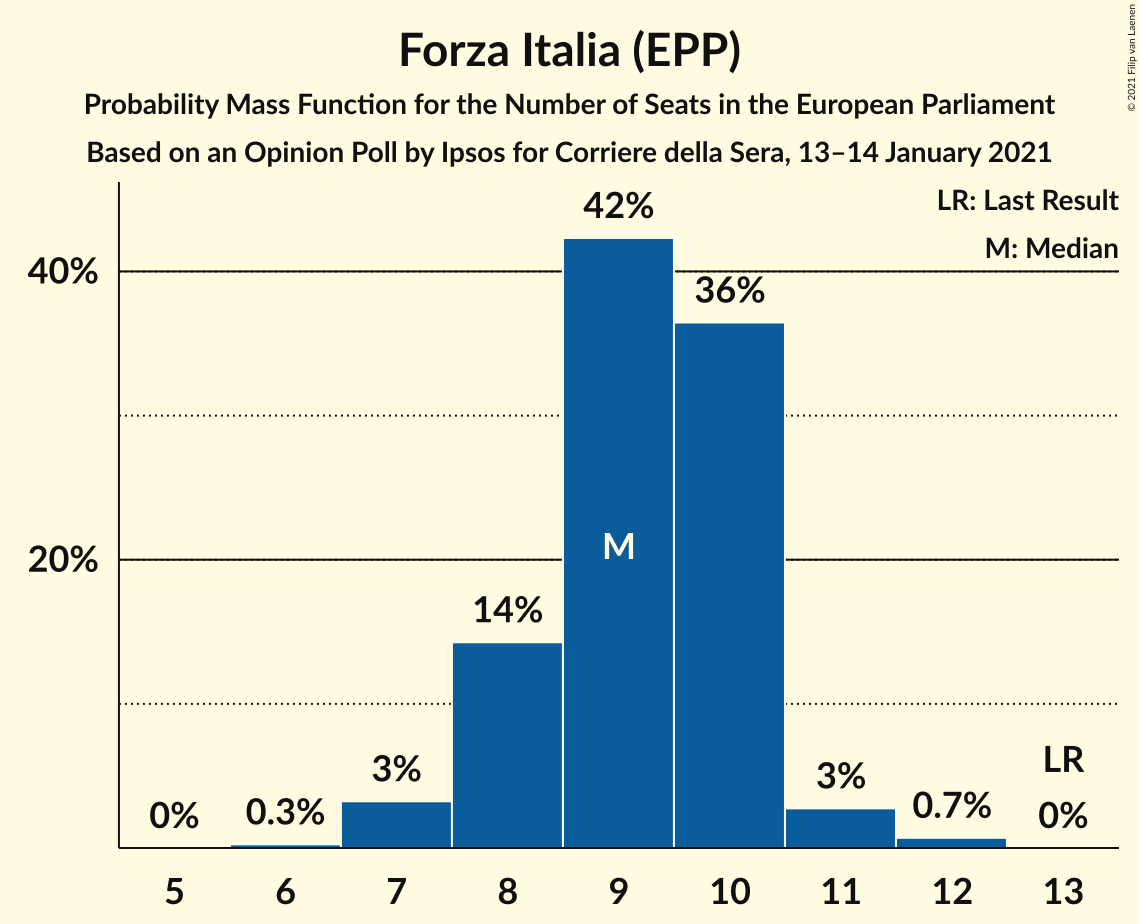 Forza Italia (EPP)
Probability Mass Function for the Number of Seats in the European Parliament
Based on an Opinion Poll by Ipsos for Corriere della Sera, 13–14 January 2021
© 2021 Filip van Laenen
LR: Last Result
M: Median
42%
40%
36%
M
20%
14%
3%
3%
LR
0%
0.3%
0.7%
0%
5 6 7 8 9 10 11 12 13